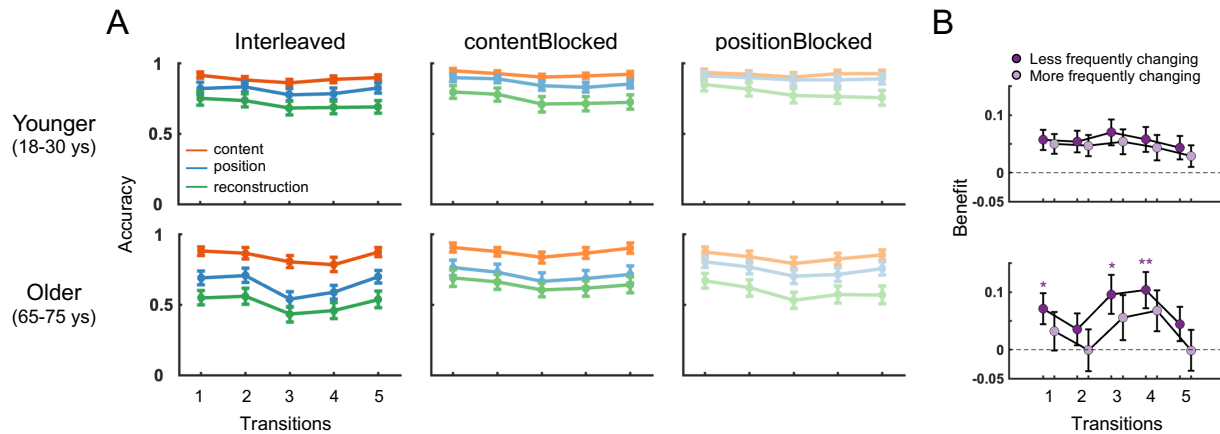 A
B
Interleaved
contentBlocked
positionBlocked
Less frequently changing
More frequently changing
Younger
(18-30 ys)
Older
(65-75 ys)
Accuracy
1
0.5
0
content
position
reconstruction
1
0.5
0
1 2 3 4 5
Transitions
Benefit
0.1
0
-0.05
0.1
0
-0.05
* * **
1 2 3 4 5
Transitions